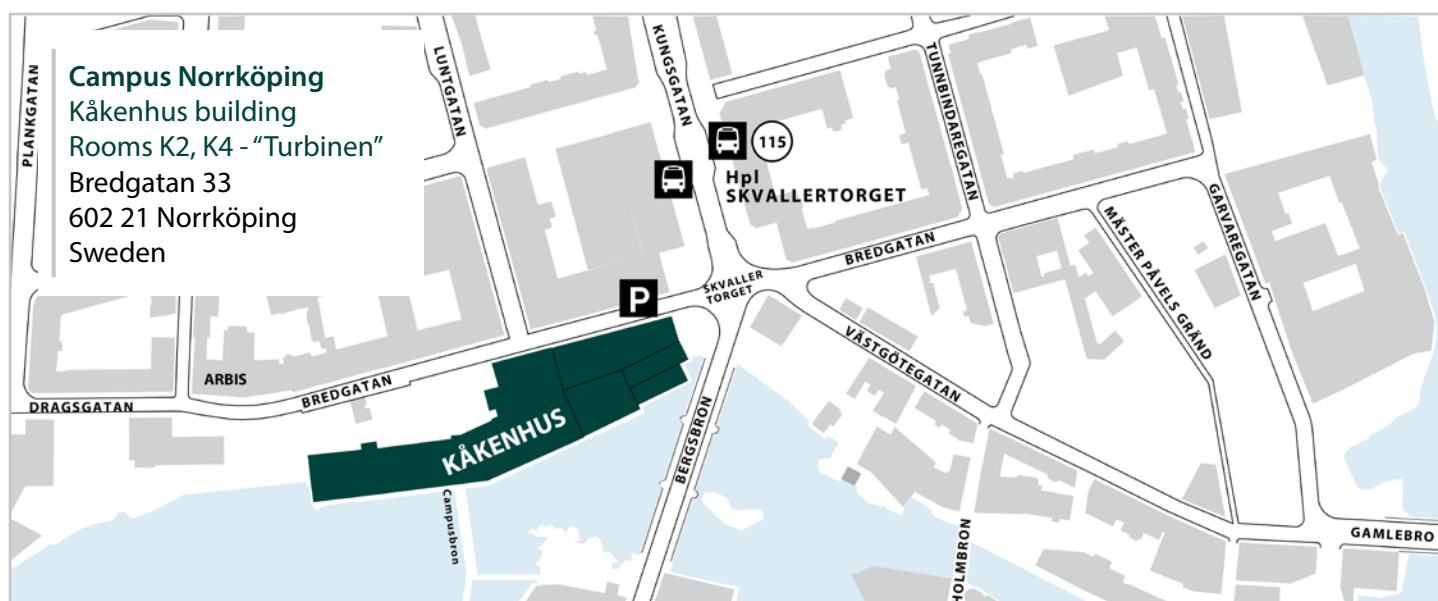 Campus Norrköping
Kåkenhus building
Rooms K2, K4 - “Turbinen”
Bredgatan 33
602 21 Norrköping
Sweden
PLANKGATAN
LUNTGATAN
KUNGSGATAN
TUNNBINDAREGATAN
115
Hpl
SKVALLERTORGET
GARVAREGATAN
MÄSTER PÅVELS GRÄND
BREDGATAN
SKVALLER
TORGET
P
VÄSTGÖTEGATAN
ARBIS
BREDGATAN
DRAGSGATAN
KÅKENHUS
BERGSBRON
Campusbron
HOLMBRON
GAMLEBRO